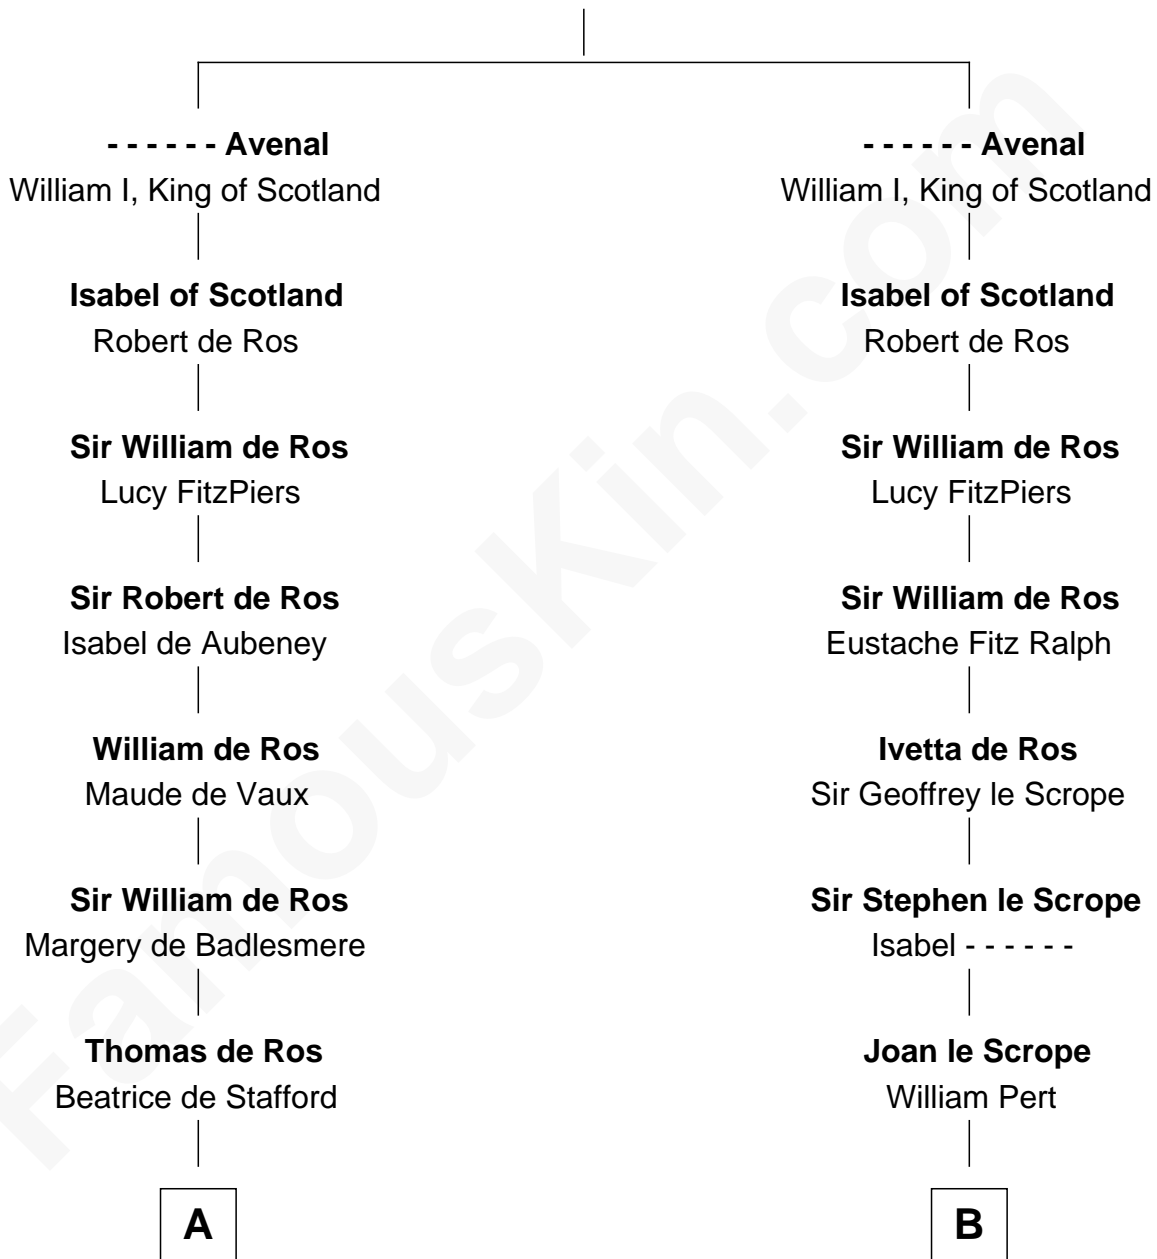 - - - - - - Avenal
William I, King of Scotland
Isabel of Scotland
Robert de Ros
Sir William de Ros
Lucy FitzPiers
Sir Robert de Ros
Isabel de Aubeney
William de Ros
Maude de Vaux
Sir William de Ros
Margery de Badlesmere
Thomas de Ros
Beatrice de Stafford
A
- - - - - - Avenal
William I, King of Scotland
Isabel of Scotland
Robert de Ros
Sir William de Ros
Lucy FitzPiers
Sir William de Ros
Eustache Fitz Ralph
Ivetta de Ros
Sir Geoffrey le Scrope
Sir Stephen le Scrope
Isabel - - - - - -
Joan le Scrope
William Pert
B
FamousKin.com